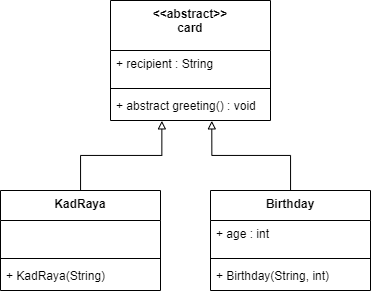 <<abstract>>
card
+ recipient : String
+ abstract greeting() : void
KadRaya
+ KadRaya(String)
Birthday
+ age : int
+ Birthday(String, int)